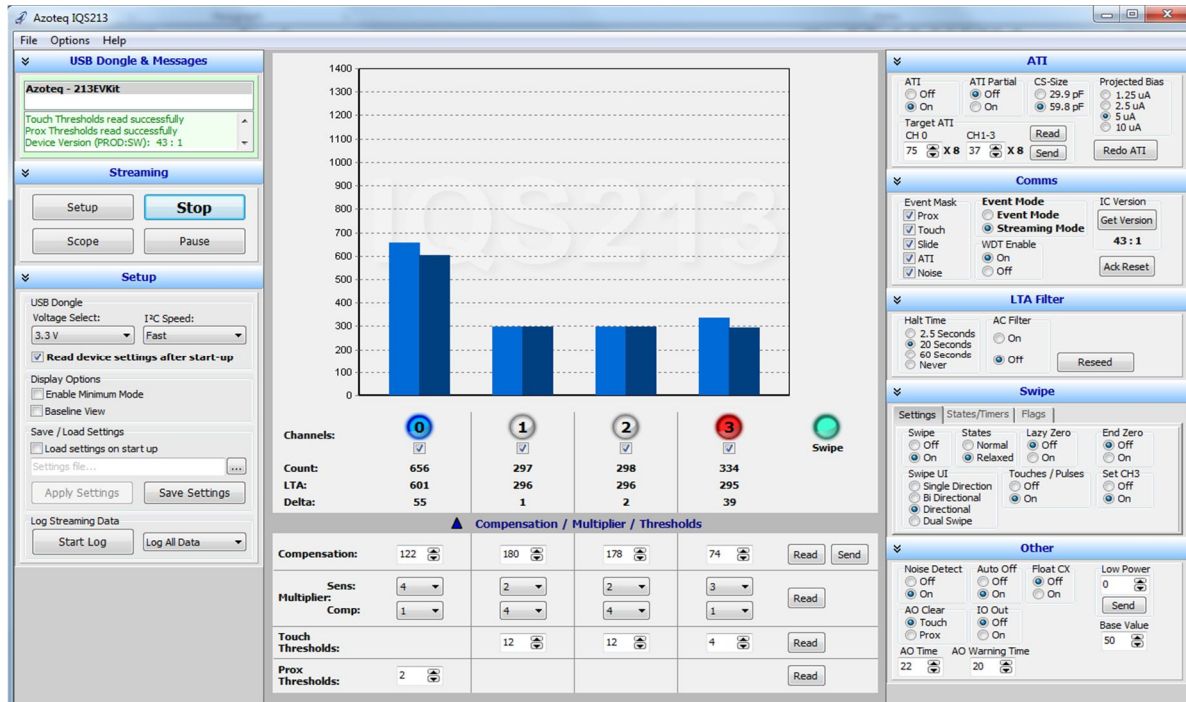 Azoteq IQS213
File Options Help
USB Dongle & Messages
Azoteq - 213EVKit
Touch Thresholds read successfully
Prox Thresholds read successfully
Device Version (PROD:SW): 43 : 1
Streaming
Setup Stop
Scope Pause
Setup
USB Dongle
Voltage Select: I²C Speed:
3.3 V Fast
Read device settings after start-up
Display Options
Enable Minimum Mode
Baseline View
Save / Load Settings
Load settings on start up
Settings file... ...
Apply Settings Save Settings
Log Streaming Data
Start Log Log All Data
1400
1300
1200
1100
1000
900
800
700
600
500
400
300
200
100
0
IQS213
Channels: 0 1 2 3 Swipe
Count: 656 297 298 334
LTA: 601 296 296 295
Delta: 55 1 2 39
Compensation / Multiplier / Thresholds
Compensation: 122 180 178 74 Read Send
Sens: 4 2 2 3
Multiplier: Read
Comp: 1 4 4 1
Touch
Thresholds: 12 12 4 Read
Prox
Thresholds: 2 Read
ATI
ATI ATI Partial CS-Size Projected Bias
Off Off 29.9 pF 1.25 uA
On On 59.8 pF 2.5 uA
5 uA
10 uA
Target ATI
CH 0 CH1-3 Read
75 X 8 37 X 8 Send Redo ATI
Comms
Event Mask Event Mode IC Version
Prox Event Mode Get Version
Touch Streaming Mode
Slide WDT Enable 43 : 1
ATI On
Noise Off Ack Reset
LTA Filter
Halt Time AC Filter
2.5 Seconds On
20 Seconds
60 Seconds Off Reseed
Never
Swipe
Settings States/Timers Flags
Swipe States Lazy Zero End Zero
Off Normal Off Off
On Relaxed On On
Swipe UI Touches / Pulses Set CH3
Single Direction Off Off
Bi Directional On On
Directional
Dual Swipe
Other
Noise Detect Auto Off Float CX Low Power
Off Off Off 0
On On On Send
AO Clear IO Out Base Value
Touch Off 50
Prox On
AO Time AO Warning Time
22 20